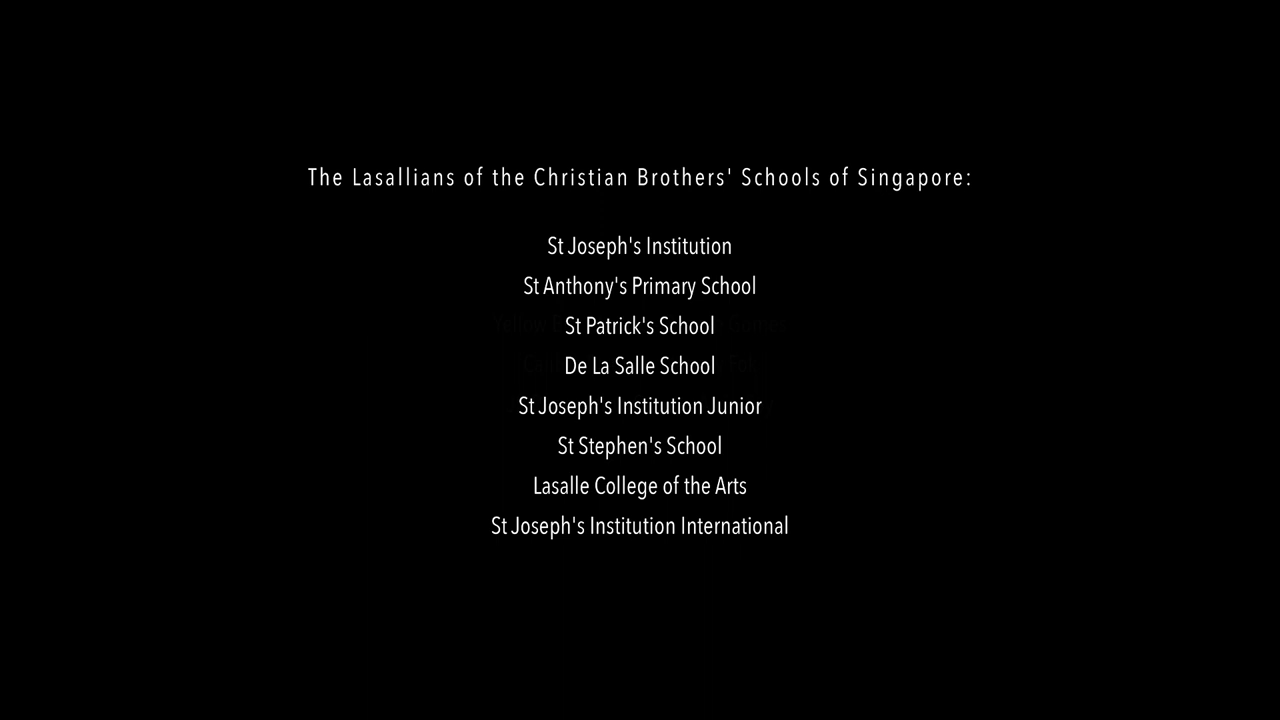 The Lasallians of the Christian Brothers' Schools of Singapore:
St Joseph's Institution
St Anthony's Primary School
St Patrick's School
De La Salle School
St Joseph's Institution Junior
St Stephen's School
Lasalle College of the Arts
St Joseph's Institution International